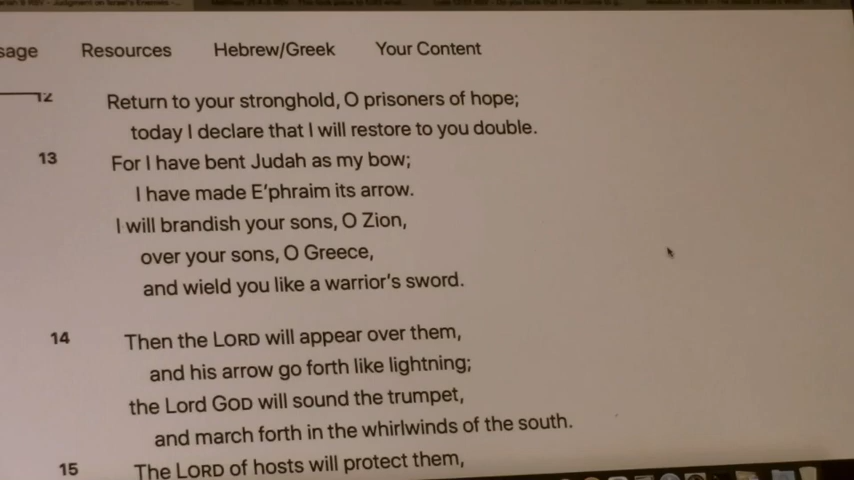 sage Resources Hebrew/Greek Your Content
12 Return to your stronghold, O prisoners of hope;
today I declare that I will restore to you double.
13 For I have bent Judah as my bow;
I have made E'phraim its arrow.
I will brandish your sons, O Zion,
over your sons, O Greece,
and wield you like a warrior's sword.
14 Then the LORD will appear over them,
and his arrow go forth like lightning;
the Lord GOD will sound the trumpet,
and march forth in the whirlwinds of the south.
15 The LORD of hosts will protect them,